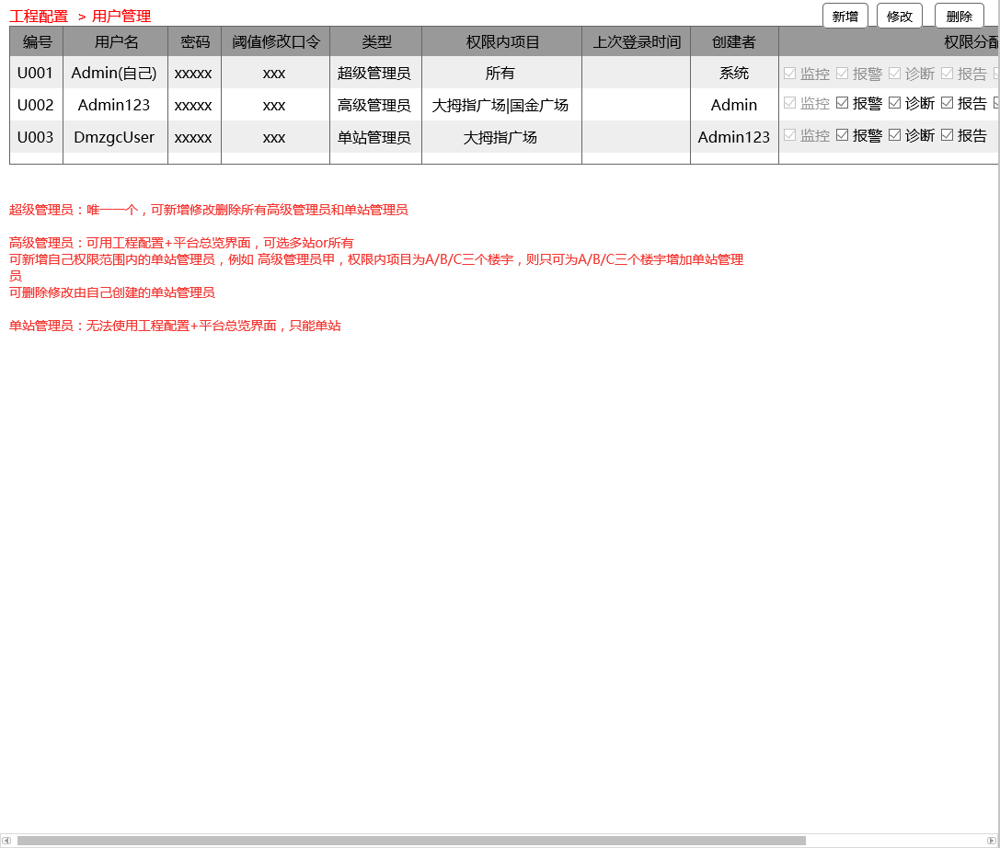 工程配置 > 用户管理 新增 修改 删除
编号 用户名 密码 阈值修改口令 类型 权限内项目 上次登录时间 创建者 权限分配
U001 Admin(自己) xxxxx xxx 超级管理员 所有 系统 监控 报警 诊断 报告
U002 Admin123 xxxxx xxx 高级管理员 大拇指广场|国金广场 Admin 监控 报警 诊断 报告
U003 DmzgcUser xxxxx xxx 单站管理员 大拇指广场 Admin123 监控 报警 诊断 报告
超级管理员：唯一一个，可新增修改删除所有高级管理员和单站管理员
高级管理员：可用工程配置+平台总览界面，可选多站or所有
可新增自己权限范围内的单站管理员，例如 高级管理员甲，权限内项目为A/B/C三个楼宇，则只可为A/B/C三个楼宇增加单站管理
员
可删除修改由自己创建的单站管理员
单站管理员：无法使用工程配置+平台总览界面，只能单站